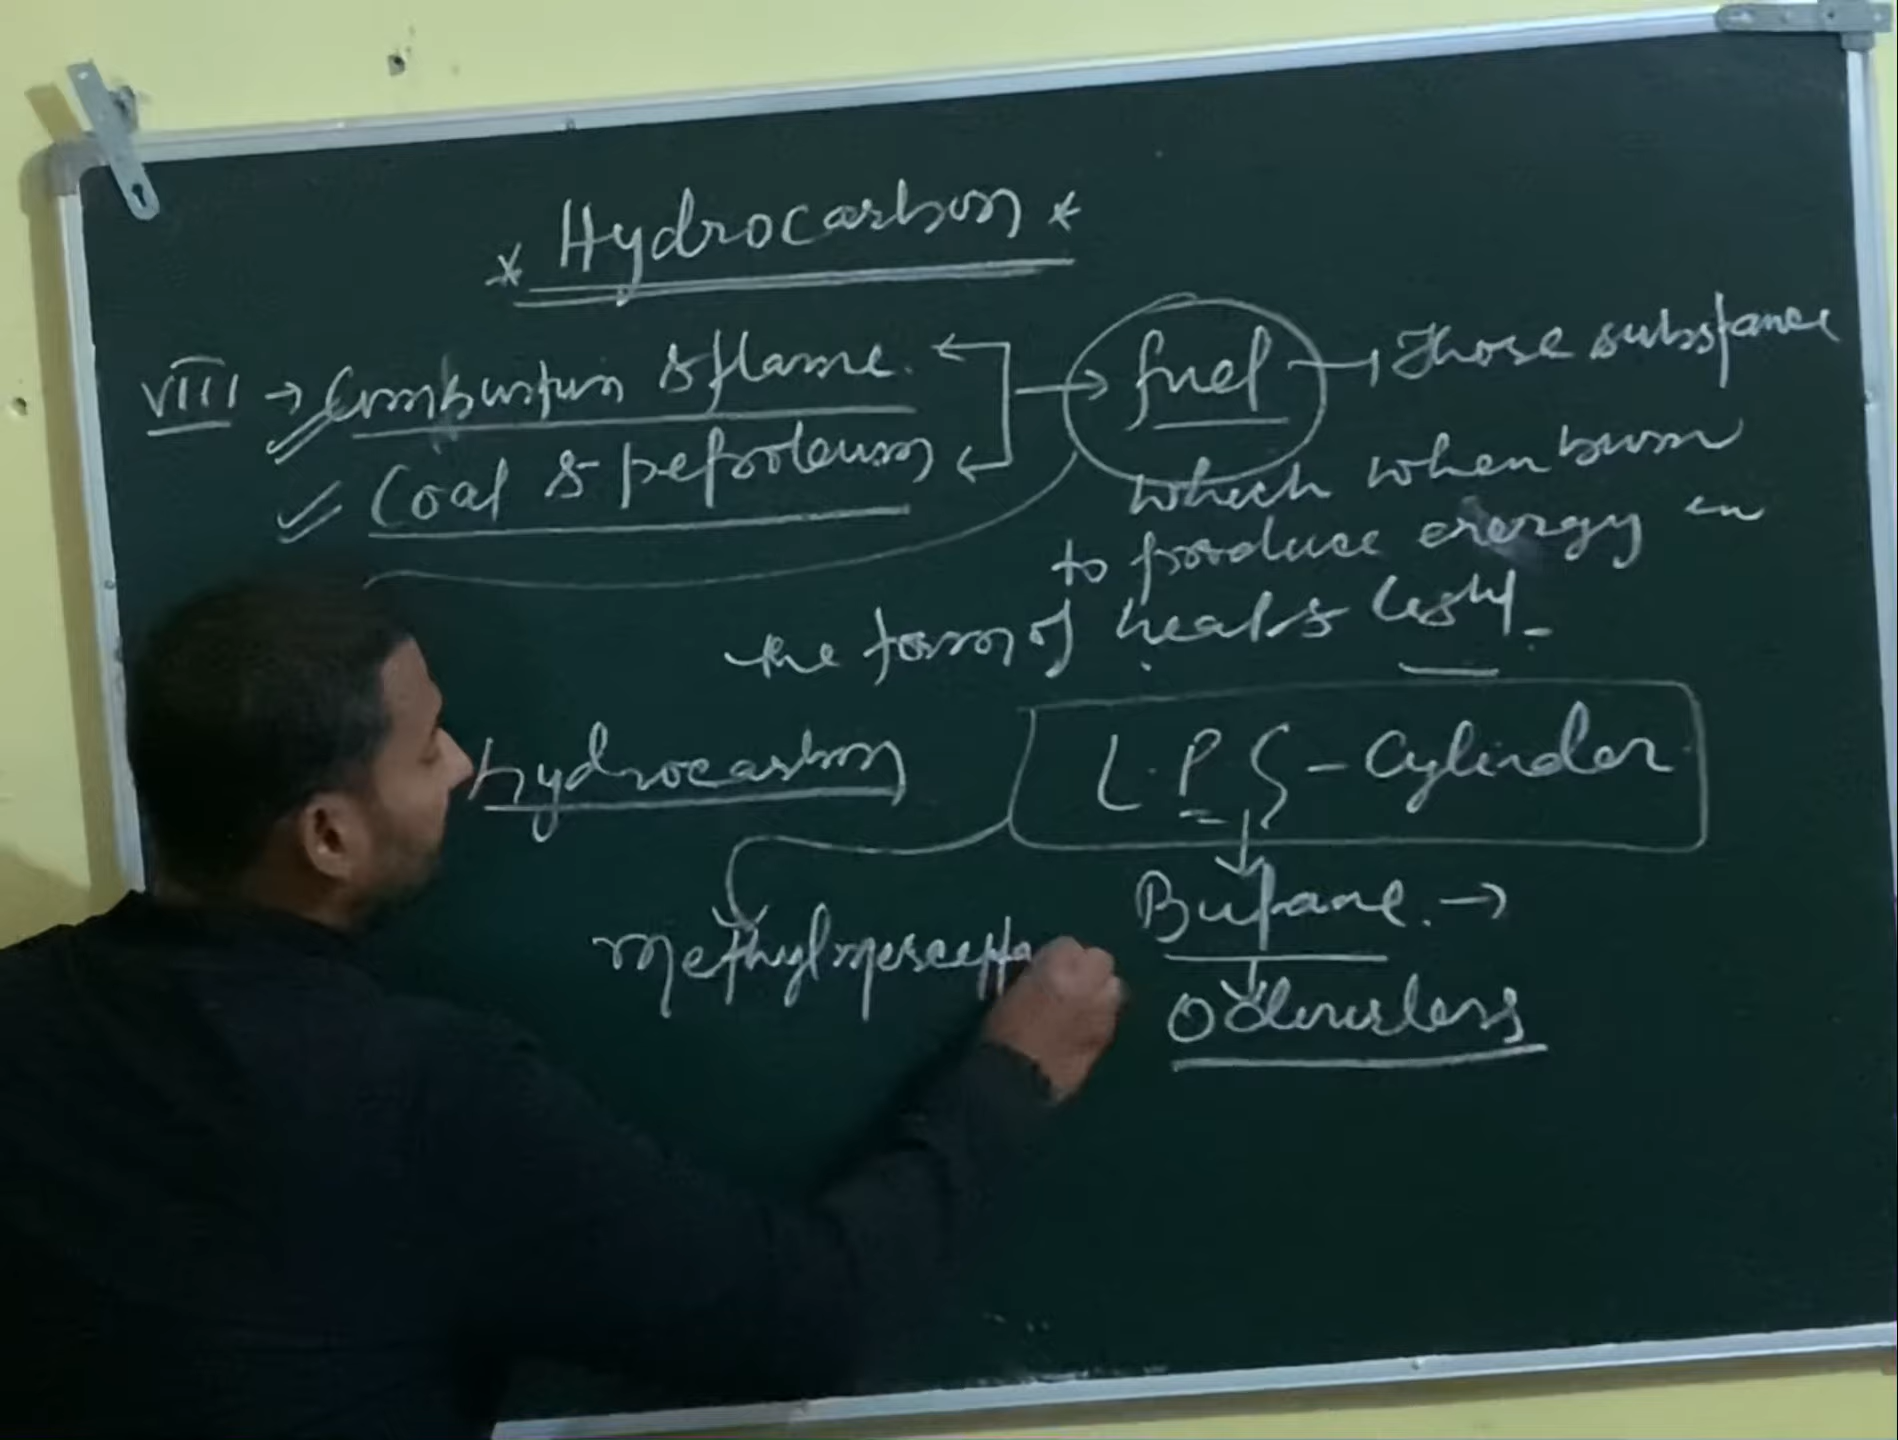 * Hydrocarbon *
VIII → Combustion & flame. → fuel → Those substance
Coal & petroleum
which when burn
to produce energy in
the form of heat & light.
hydrocarbon
L.P.G - Cylinder
Butane. →
Methylmercepta
Odourless